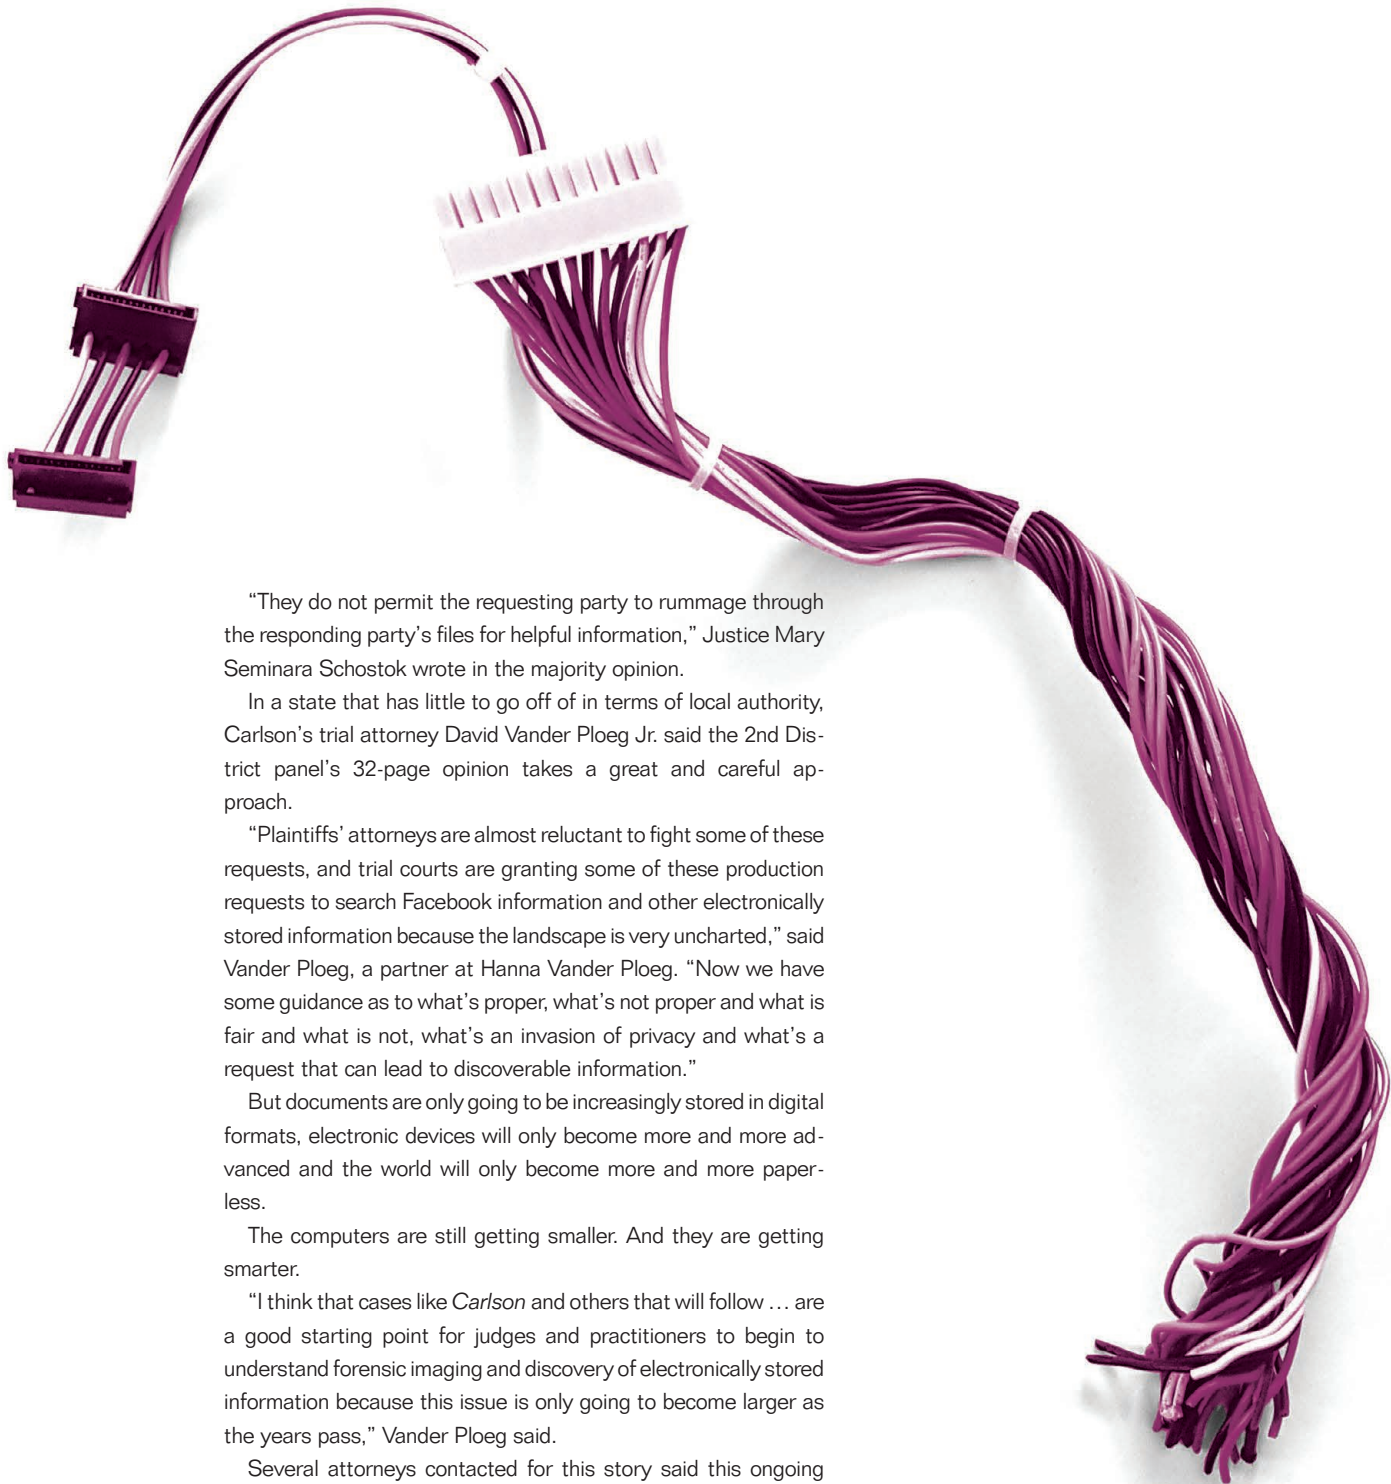 “They do not permit the requesting party to rummage through
the responding party’s files for helpful information,” Justice Mary
Seminara Schostok wrote in the majority opinion.
In a state that has little to go off of in terms of local authority,
Carlson’s trial attorney David Vander Ploeg Jr. said the 2nd Dis-
trict panel’s 32-page opinion takes a great and careful ap-
proach.
“Plaintiffs’ attorneys are almost reluctant to fight some of these
requests, and trial courts are granting some of these production
requests to search Facebook information and other electronically
stored information because the landscape is very uncharted,” said
Vander Ploeg, a partner at Hanna Vander Ploeg. “Now we have
some guidance as to what’s proper, what’s not proper and what is
fair and what is not, what’s an invasion of privacy and what’s a
request that can lead to discoverable information.”
But documents are only going to be increasingly stored in digital
formats, electronic devices will only become more and more ad-
vanced and the world will only become more and more paper-
less.
The computers are still getting smaller. And they are getting
smarter.
“I think that cases like Carlson and others that will follow … are
a good starting point for judges and practitioners to begin to
understand forensic imaging and discovery of electronically stored
information because this issue is only going to become larger as
the years pass,” Vander Ploeg said.
Several attorneys contacted for this story said this ongoing